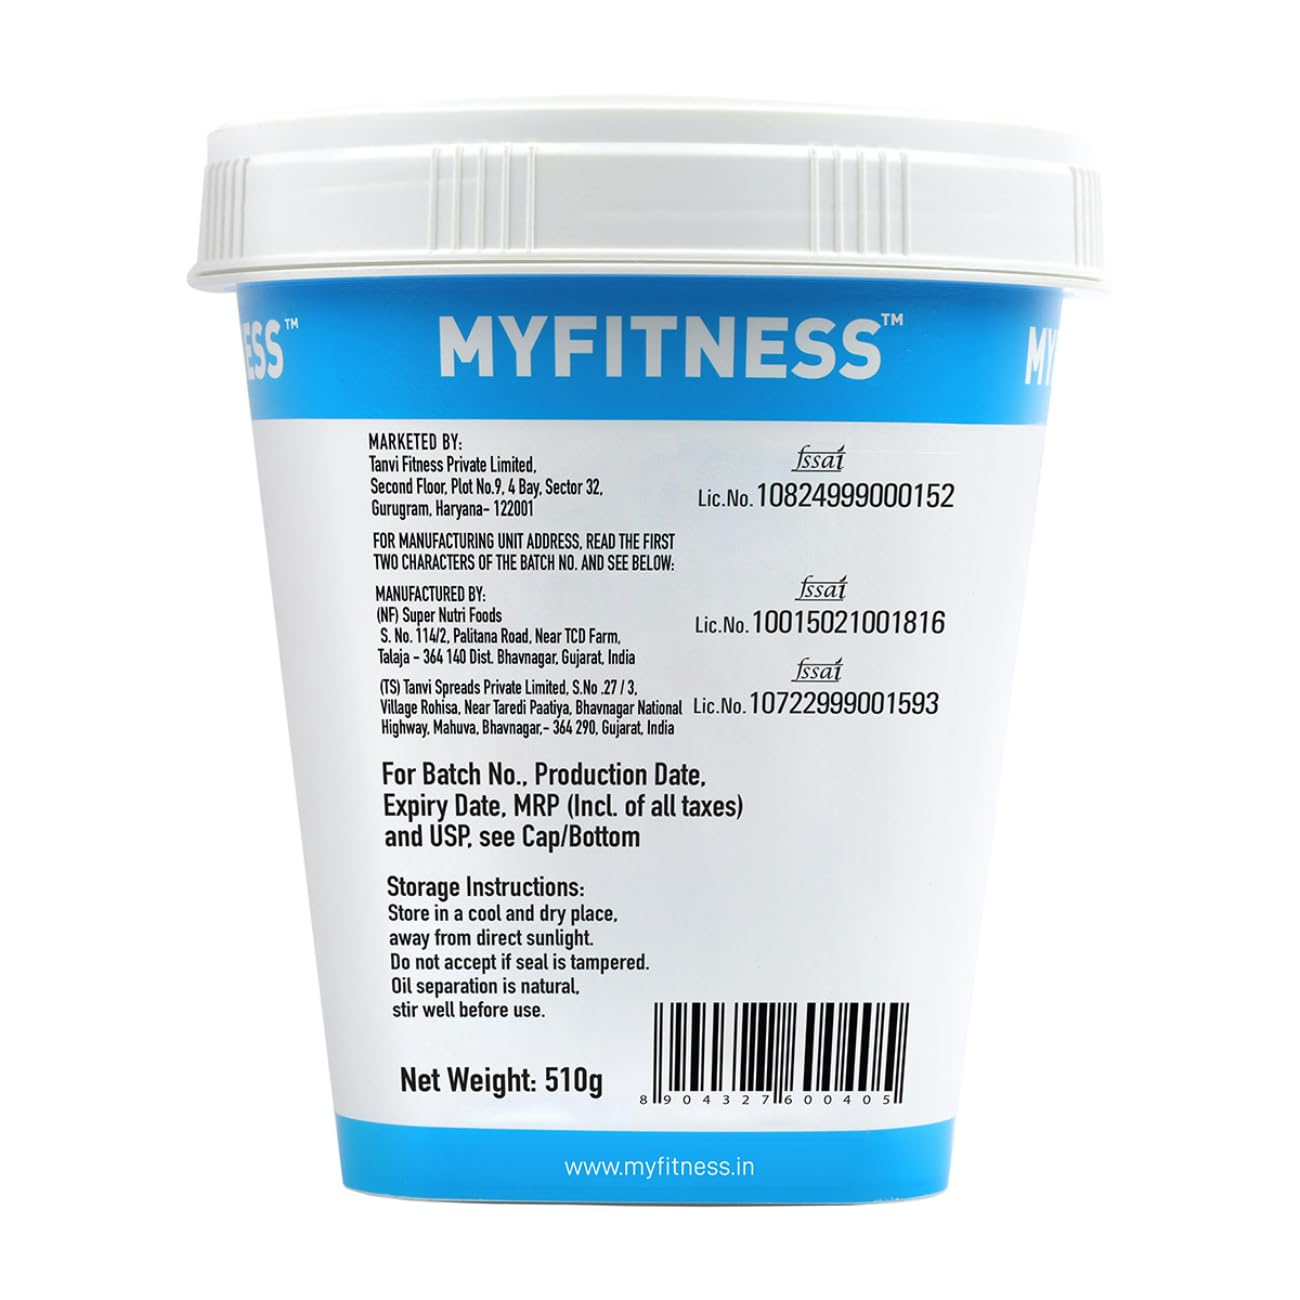 ESS™
MYFITNESS™
MY
MARKETED BY:
Tanvi Fitness Private Limited,
Second Floor, Plot No.9, 4 Bay, Sector 32,
Gurugram, Haryana- 122001
fssai
Lic.No. 10824999000152
FOR MANUFACTURING UNIT ADDRESS, READ THE FIRST
TWO CHARACTERS OF THE BATCH NO. AND SEE BELOW:
MANUFACTURED BY:
(NF) Super Nutri Foods
S. No. 114/2, Palitana Road, Near TCD Farm,
Talaja - 364 140 Dist. Bhavnagar, Gujarat, India
fssai
Lic.No. 10015021001816
(TS) Tanvi Spreads Private Limited, S.No .27 / 3,
Village Rohisa, Near Taredi Paatiya, Bhavnagar National
Highway, Mahuva, Bhavnagar,- 364 290, Gujarat, India
fssai
Lic.No. 10722999001593
For Batch No., Production Date,
Expiry Date, MRP (Incl. of all taxes)
and USP, see Cap/Bottom
Storage Instructions:
Store in a cool and dry place,
away from direct sunlight.
Do not accept if seal is tampered.
Oil separation is natural,
stir well before use.
Net Weight: 510g
8904327600405
www.myfitness.in